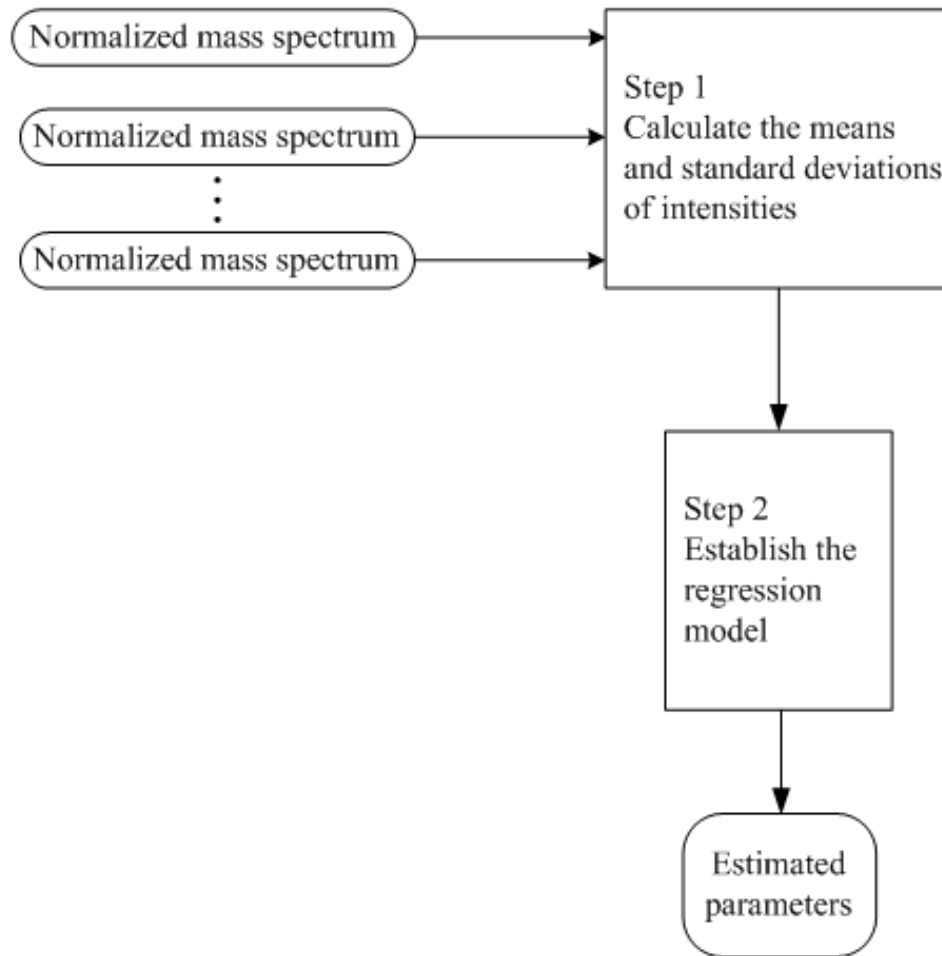 Normalized mass spectrum
Normalized mass spectrum
Normalized mass spectrum
Step 1
Calculate the means
and standard deviations
of intensities
Step 2
Establish the
regression
model
Estimated
parameters